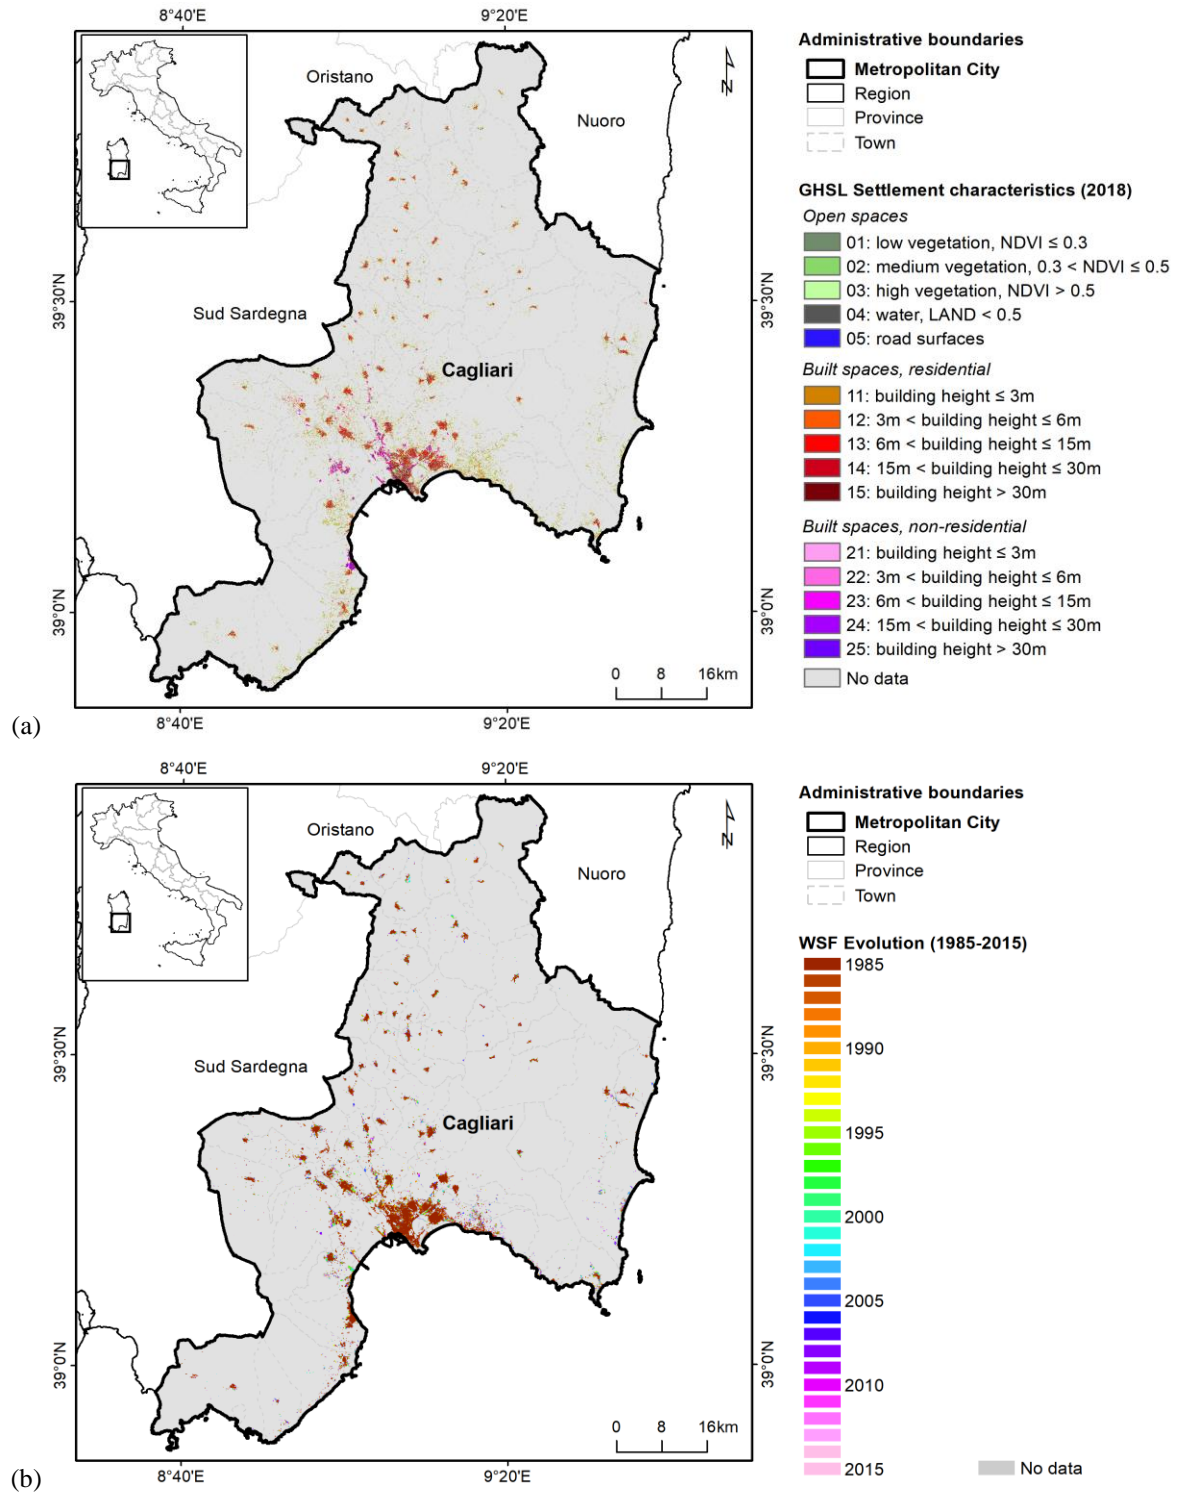 8°40'E 9°20'E
Oristano
Nuoro
Sud Sardegna
Cagliari
39°30'N 39°30'N
39°0'N 39°0'N
N
0 8 16km
8°40'E 9°20'E
(a)
Administrative boundaries
Metropolitan City
Region
Province
Town
GHSL Settlement characteristics (2018)
Open spaces
01: low vegetation, NDVI ≤ 0.3
02: medium vegetation, 0.3 < NDVI ≤ 0.5
03: high vegetation, NDVI > 0.5
04: water, LAND < 0.5
05: road surfaces
Built spaces, residential
11: building height ≤ 3m
12: 3m < building height ≤ 6m
13: 6m < building height ≤ 15m
14: 15m < building height ≤ 30m
15: building height > 30m
Built spaces, non-residential
21: building height ≤ 3m
22: 3m < building height ≤ 6m
23: 6m < building height ≤ 15m
24: 15m < building height ≤ 30m
25: building height > 30m
No data
8°40'E 9°20'E
Oristano
Nuoro
Sud Sardegna
Cagliari
39°30'N 39°30'N
39°0'N 39°0'N
N
0 8 16km
8°40'E 9°20'E
(b)
Administrative boundaries
Metropolitan City
Region
Province
Town
WSF Evolution (1985-2015)
1985
1990
1995
2000
2005
2010
2015
No data